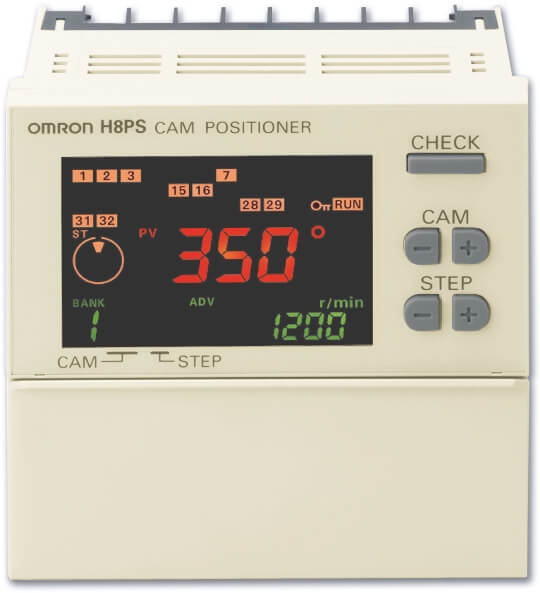 OMRON H8PS CAM POSITIONER
CHECK
1 2 3 7
15 16
28 29 RUN
31 32
ST PV 350°
CAM
- +
STEP
- +
BANK ADV r/min
1 1200
CAM STEP